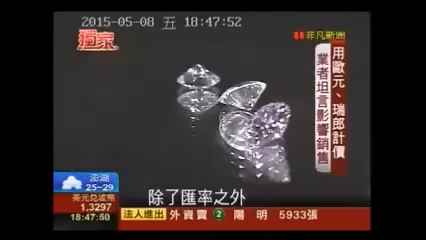 2015-05-08 五 18:47:52
獨家
非凡新聞
用歐元、瑞郎計價
業者坦言影響銷售
澎湖
25~29
美元兌坡幣
1.3297
18:47:50
除了匯率之外
法人進出 外資賣 2 陽 明 5933張